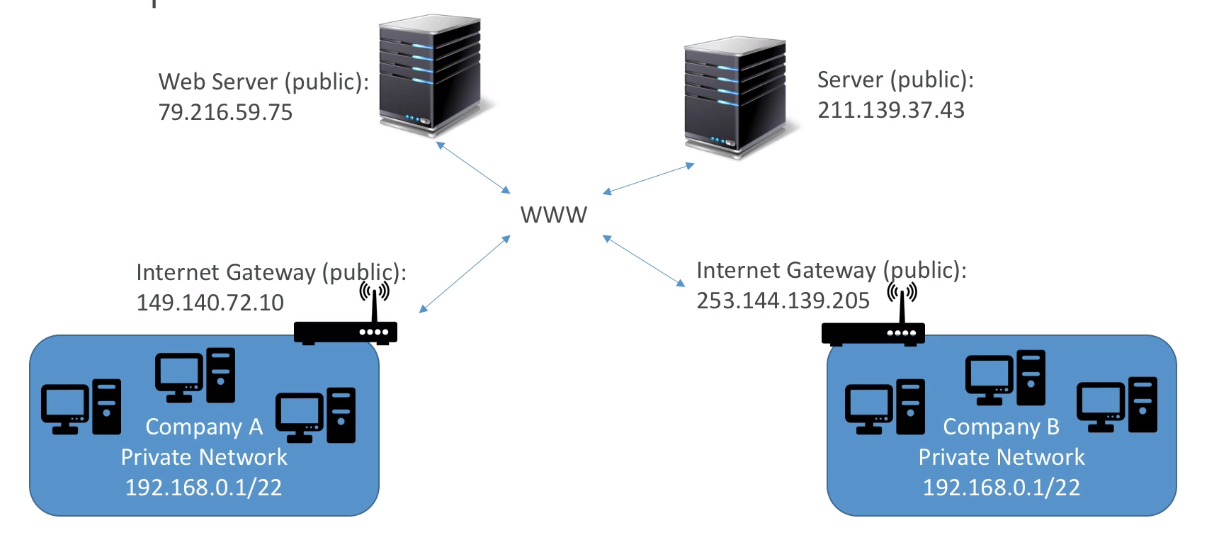 Web Server (public):
79.216.59.75
Server (public):
211.139.37.43
WWW
Internet Gateway (public):
149.140.72.10
Internet Gateway (public):
253.144.139.205
Company A
Private Network
192.168.0.1/22
Company B
Private Network
192.168.0.1/22